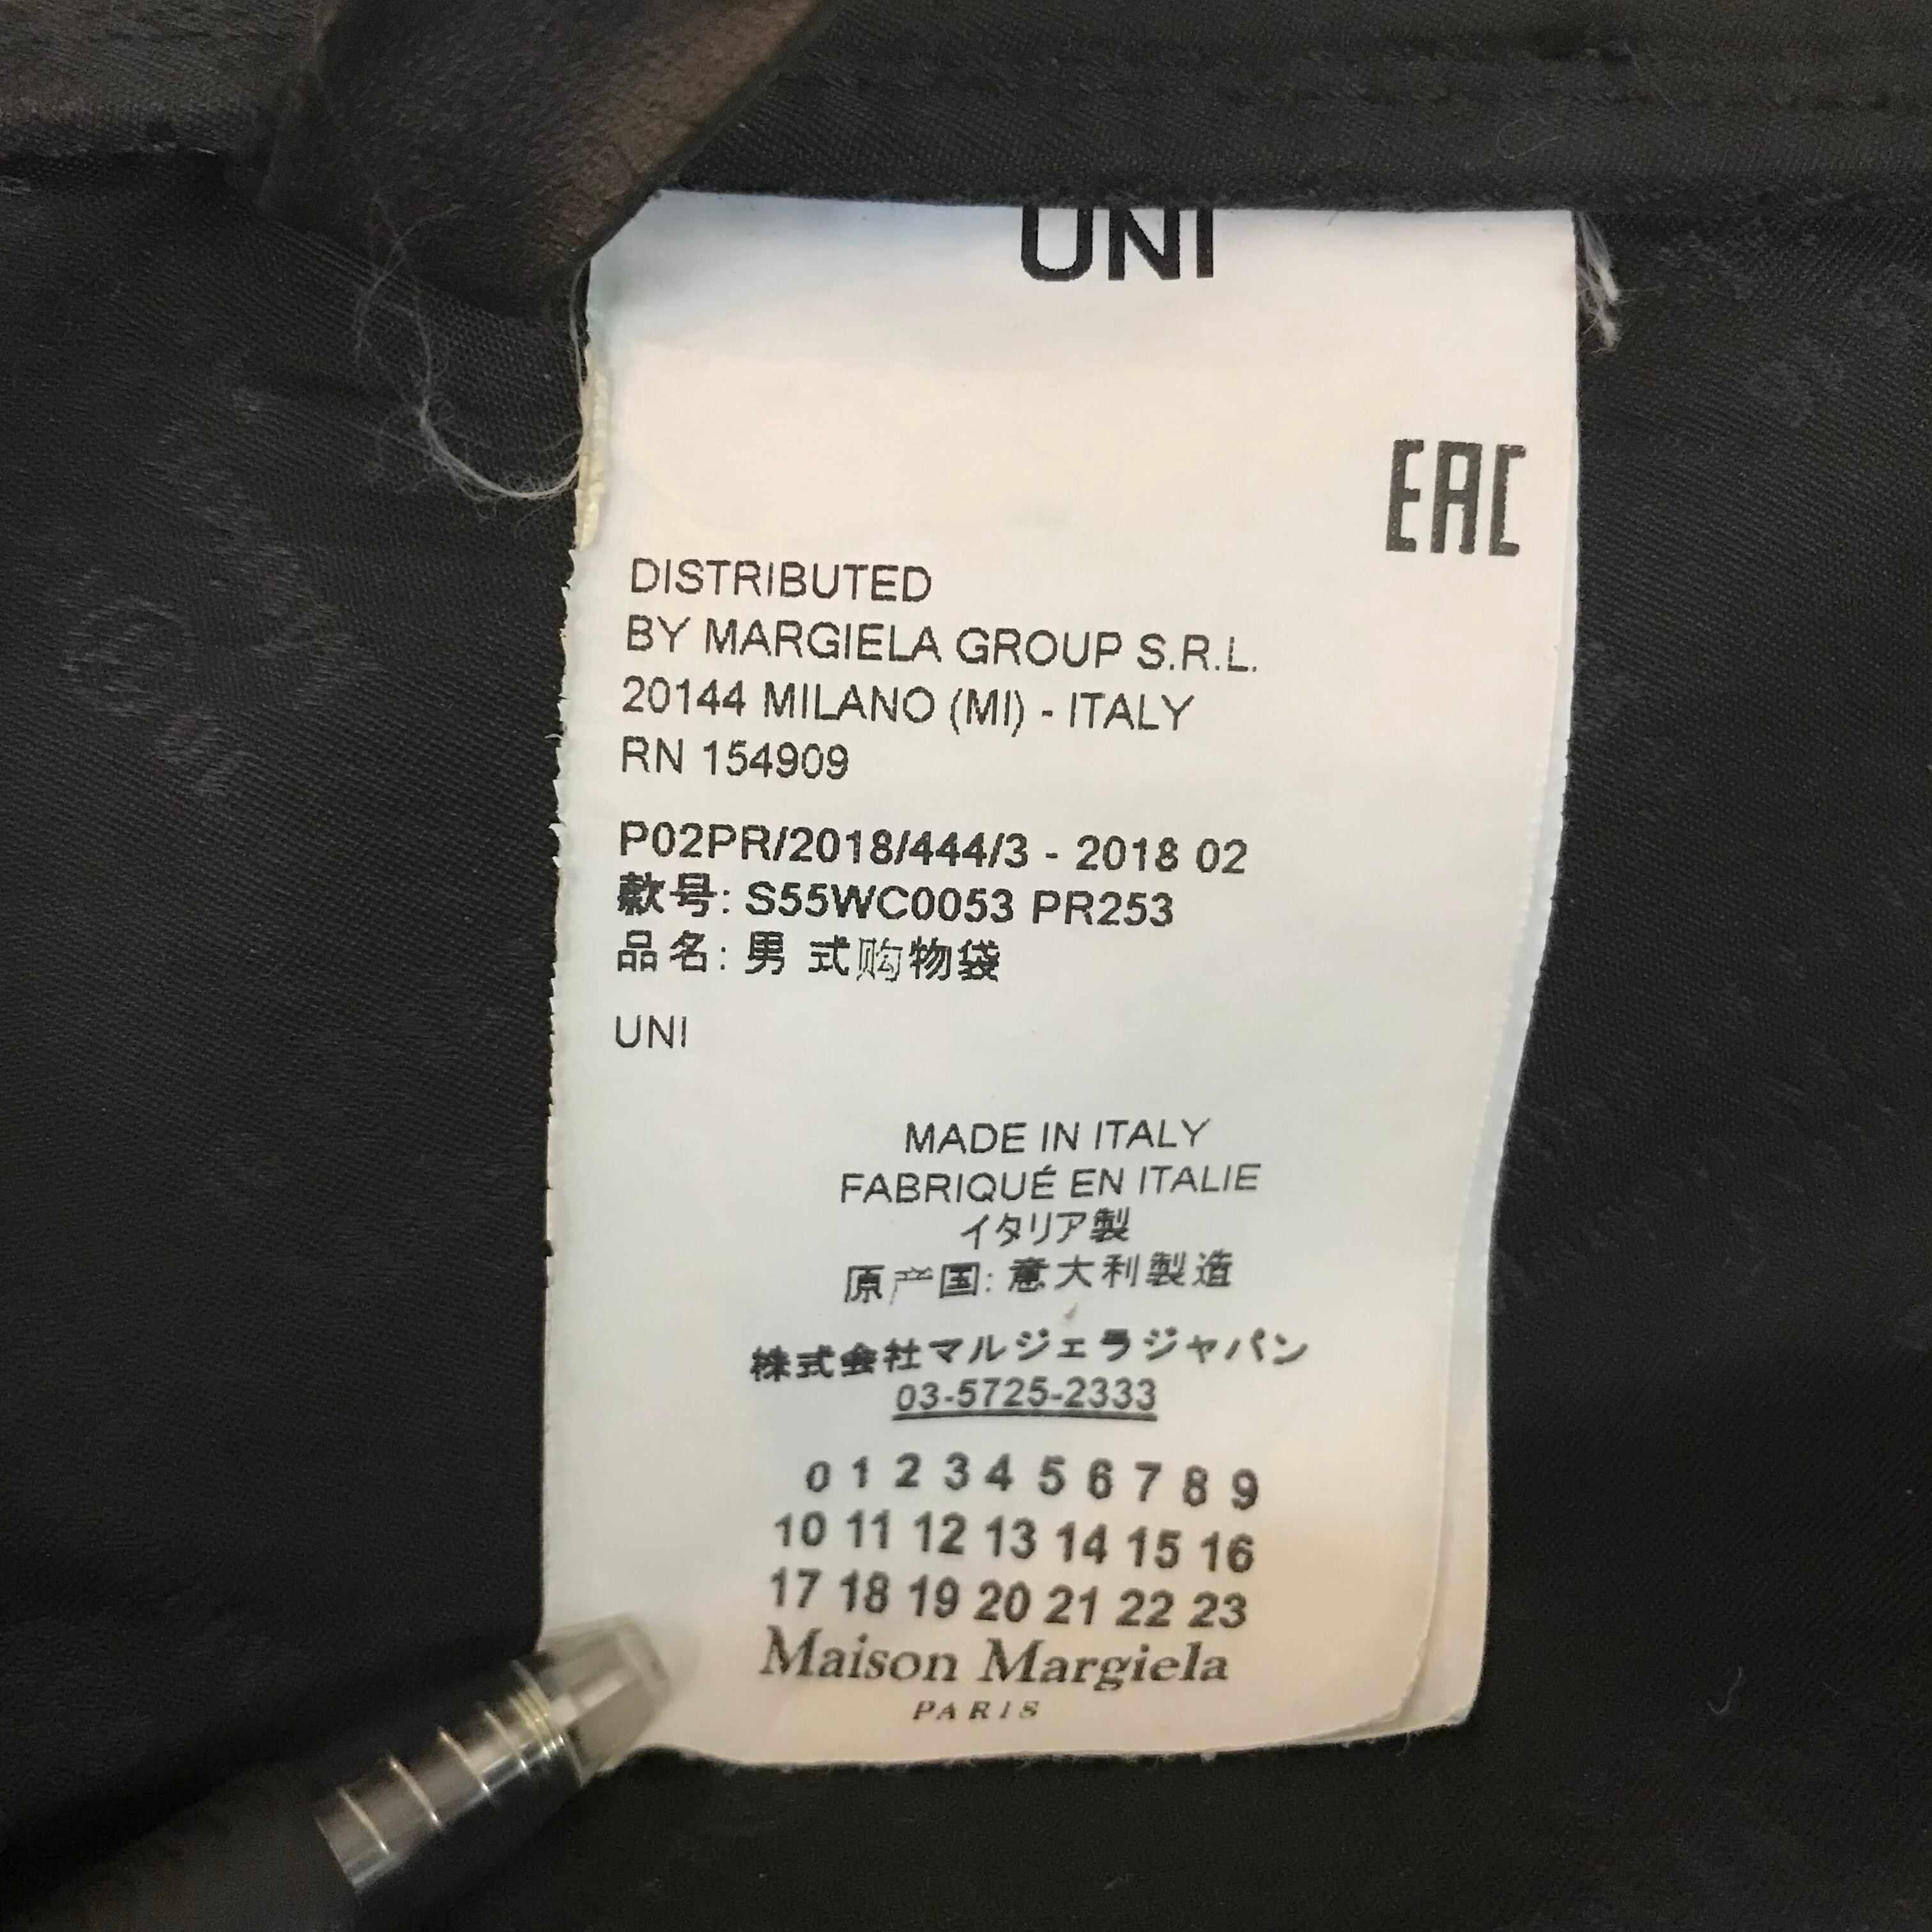 UNI
EAC
DISTRIBUTED
BY MARGIELA GROUP S.R.L.
20144 MILANO (MI) - ITALY
RN 154909
P02PR/2018/444/3 - 2018 02
款号: S55WC0053 PR253
品名: 男 式购物袋
UNI
MADE IN ITALY
FABRIQUÉ EN ITALIE
イタリア製
原产国: 意大利製造
株式会社マルジェラジャパン
03-5725-2333
0 1 2 3 4 5 6 7 8 9
10 11 12 13 14 15 16
17 18 19 20 21 22 23
Maison Margiela
PARIS